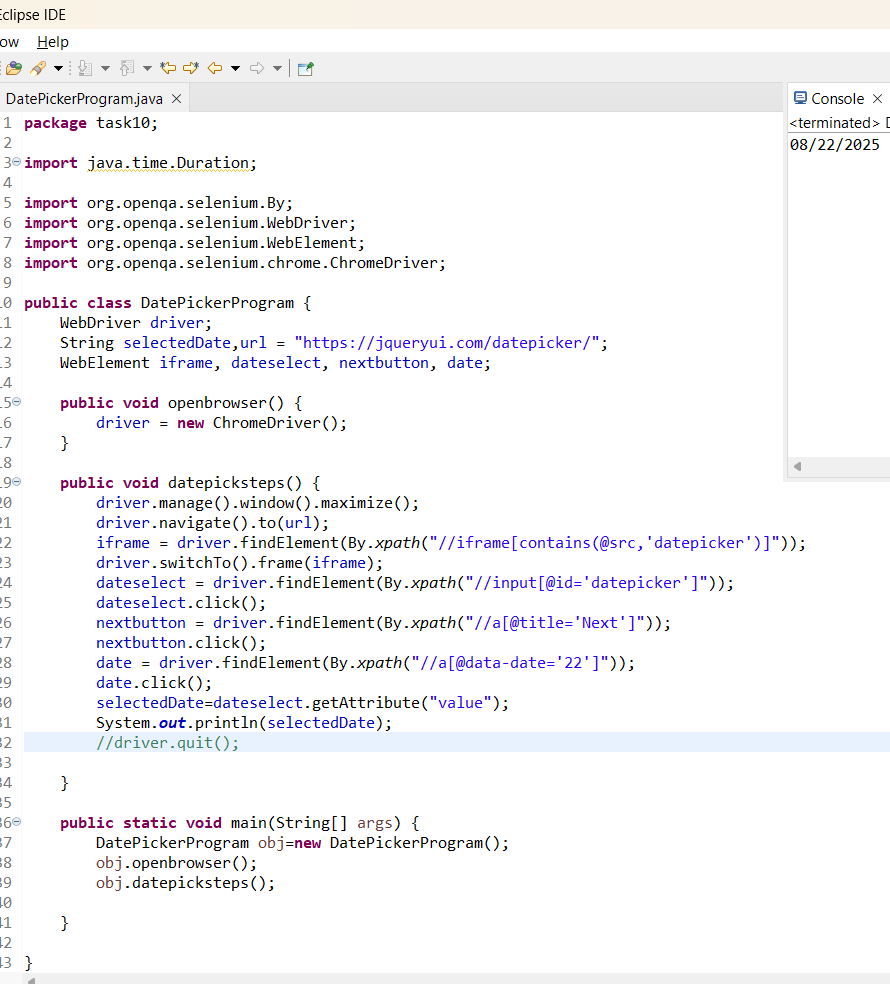 Eclipse IDE
ow Help
DatePickerProgram.java
1 package task10;
2
3 import java.time.Duration;
4
5 import org.openqa.selenium.By;
6 import org.openqa.selenium.WebDriver;
7 import org.openqa.selenium.WebElement;
8 import org.openqa.selenium.chrome.ChromeDriver;
9
10 public class DatePickerProgram {
11     WebDriver driver;
12     String selectedDate,url = "https://jqueryui.com/datepicker/";
13     WebElement iframe, dateselect, nextbutton, date;
14
15     public void openbrowser() {
16         driver = new ChromeDriver();
17     }
18
19     public void datepicksteps() {
20         driver.manage().window().maximize();
21         driver.navigate().to(url);
22         iframe = driver.findElement(By.xpath("//iframe[contains(@src,'datepicker')]"));
23         driver.switchTo().frame(iframe);
24         dateselect = driver.findElement(By.xpath("//input[@id='datepicker']"));
25         dateselect.click();
26         nextbutton = driver.findElement(By.xpath("//a[@title='Next']"));
27         nextbutton.click();
28         date = driver.findElement(By.xpath("//a[@data-date='22']"));
29         date.click();
30         selectedDate=dateselect.getAttribute("value");
31         System.out.println(selectedDate);
32         //driver.quit();
33
34     }
35
36     public static void main(String[] args) {
37         DatePickerProgram obj=new DatePickerProgram();
38         obj.openbrowser();
39         obj.datepicksteps();
40
41     }
42
43 }
Console
<terminated> D
08/22/2025